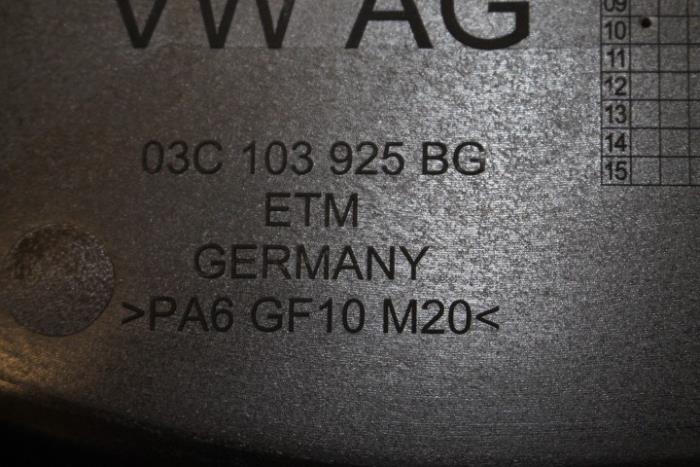 VW AG
03C 103 925 BG
ETM
GERMANY
>PA6 GF10 M20<
09
10
11
12
13
14
15